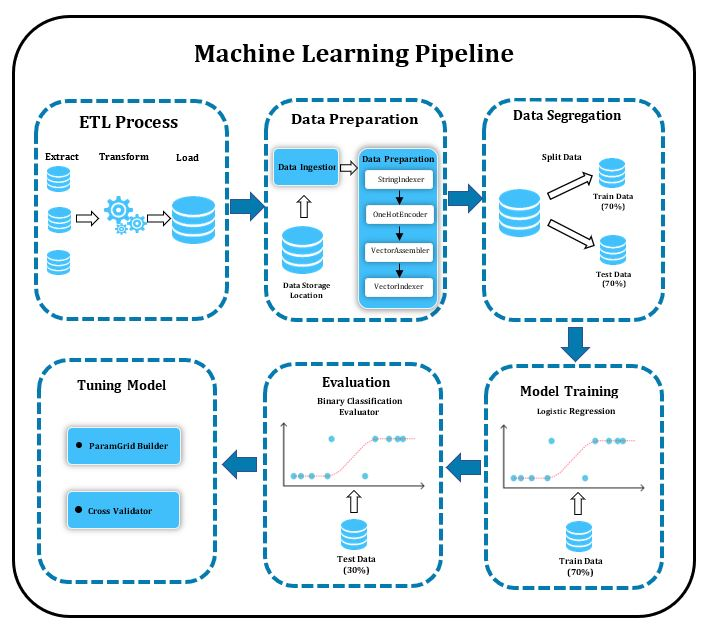 Machine Learning Pipeline
ETL Process
Extract
Transform
Load
Data Preparation
Data Ingestion
Data Storage
Location
Data Preparation
StringIndexer
OneHotEncoder
VectorAssembler
VectorIndexer
Data Segregation
Split Data
Train Data
(70%)
Test Data
(70%)
Model Training
Logistic Regression
Train Data
(70%)
Evaluation
Binary Classification
Evaluator
Test Data
(30%)
Tuning Model
ParamGrid Builder
Cross Validator